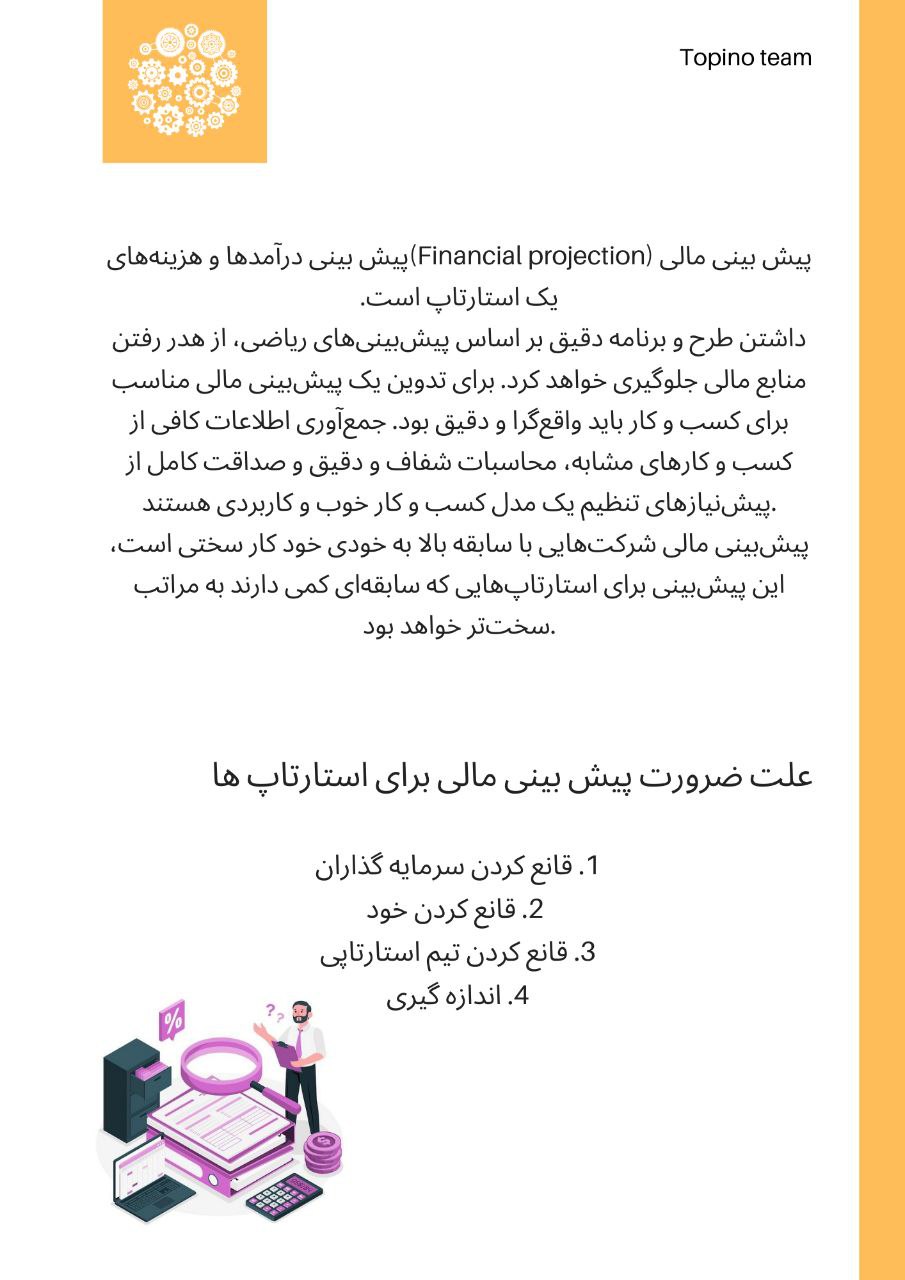 Topino team
پیش بینی مالی (Financial projection)پیش بینی درآمدها و هزینه‌های
یک استارتاپ است.
داشتن طرح و برنامه دقیق بر اساس پیش‌بینی‌های ریاضی، از هدر رفتن
منابع مالی جلوگیری خواهد کرد. برای تدوین یک پیش‌بینی مالی مناسب
برای کسب و کار باید واقع‌گرا و دقیق بود. جمع‌آوری اطلاعات کافی از
کسب و کارهای مشابه، محاسبات شفاف و دقیق و صداقت کامل از
.پیش‌نیازهای تنظیم یک مدل کسب و کار خوب و کاربردی هستند
پیش‌بینی مالی شرکت‌هایی با سابقه بالا به خودی خود کار سختی است،
این پیش‌بینی برای استارتاپ‌هایی که سابقه‌ای کمی دارند به مراتب
.سخت‌تر خواهد بود
علت ضرورت پیش بینی مالی برای استارتاپ ها
1. قانع کردن سرمایه گذاران
2. قانع کردن خود
3. قانع کردن تیم استارتاپی
4. اندازه گیری
%
? ?
$